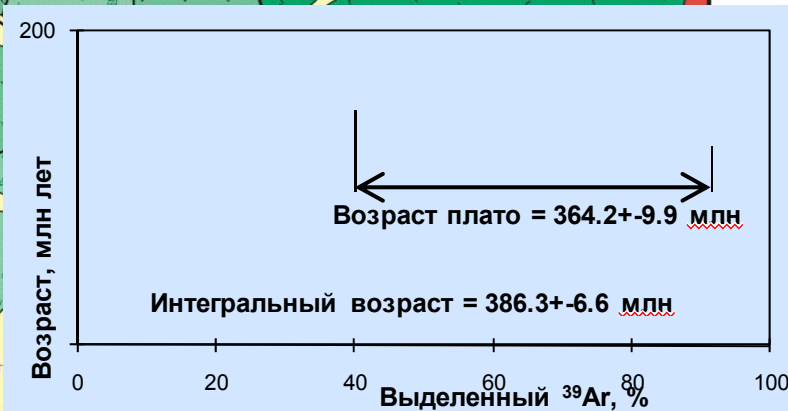 200
Возраст, млн лет
Возраст плато = 364.2+-9.9 млн
Интегральный возраст = 386.3+-6.6 млн
0 20 40 60 80 100
Выделенный ³⁹Ar, %